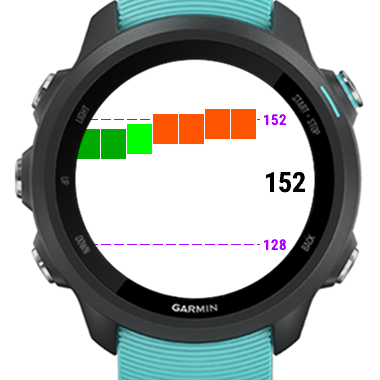 LIGHT
START · STOP
152
UP
152
DOWN
128
BACK
GARMIN